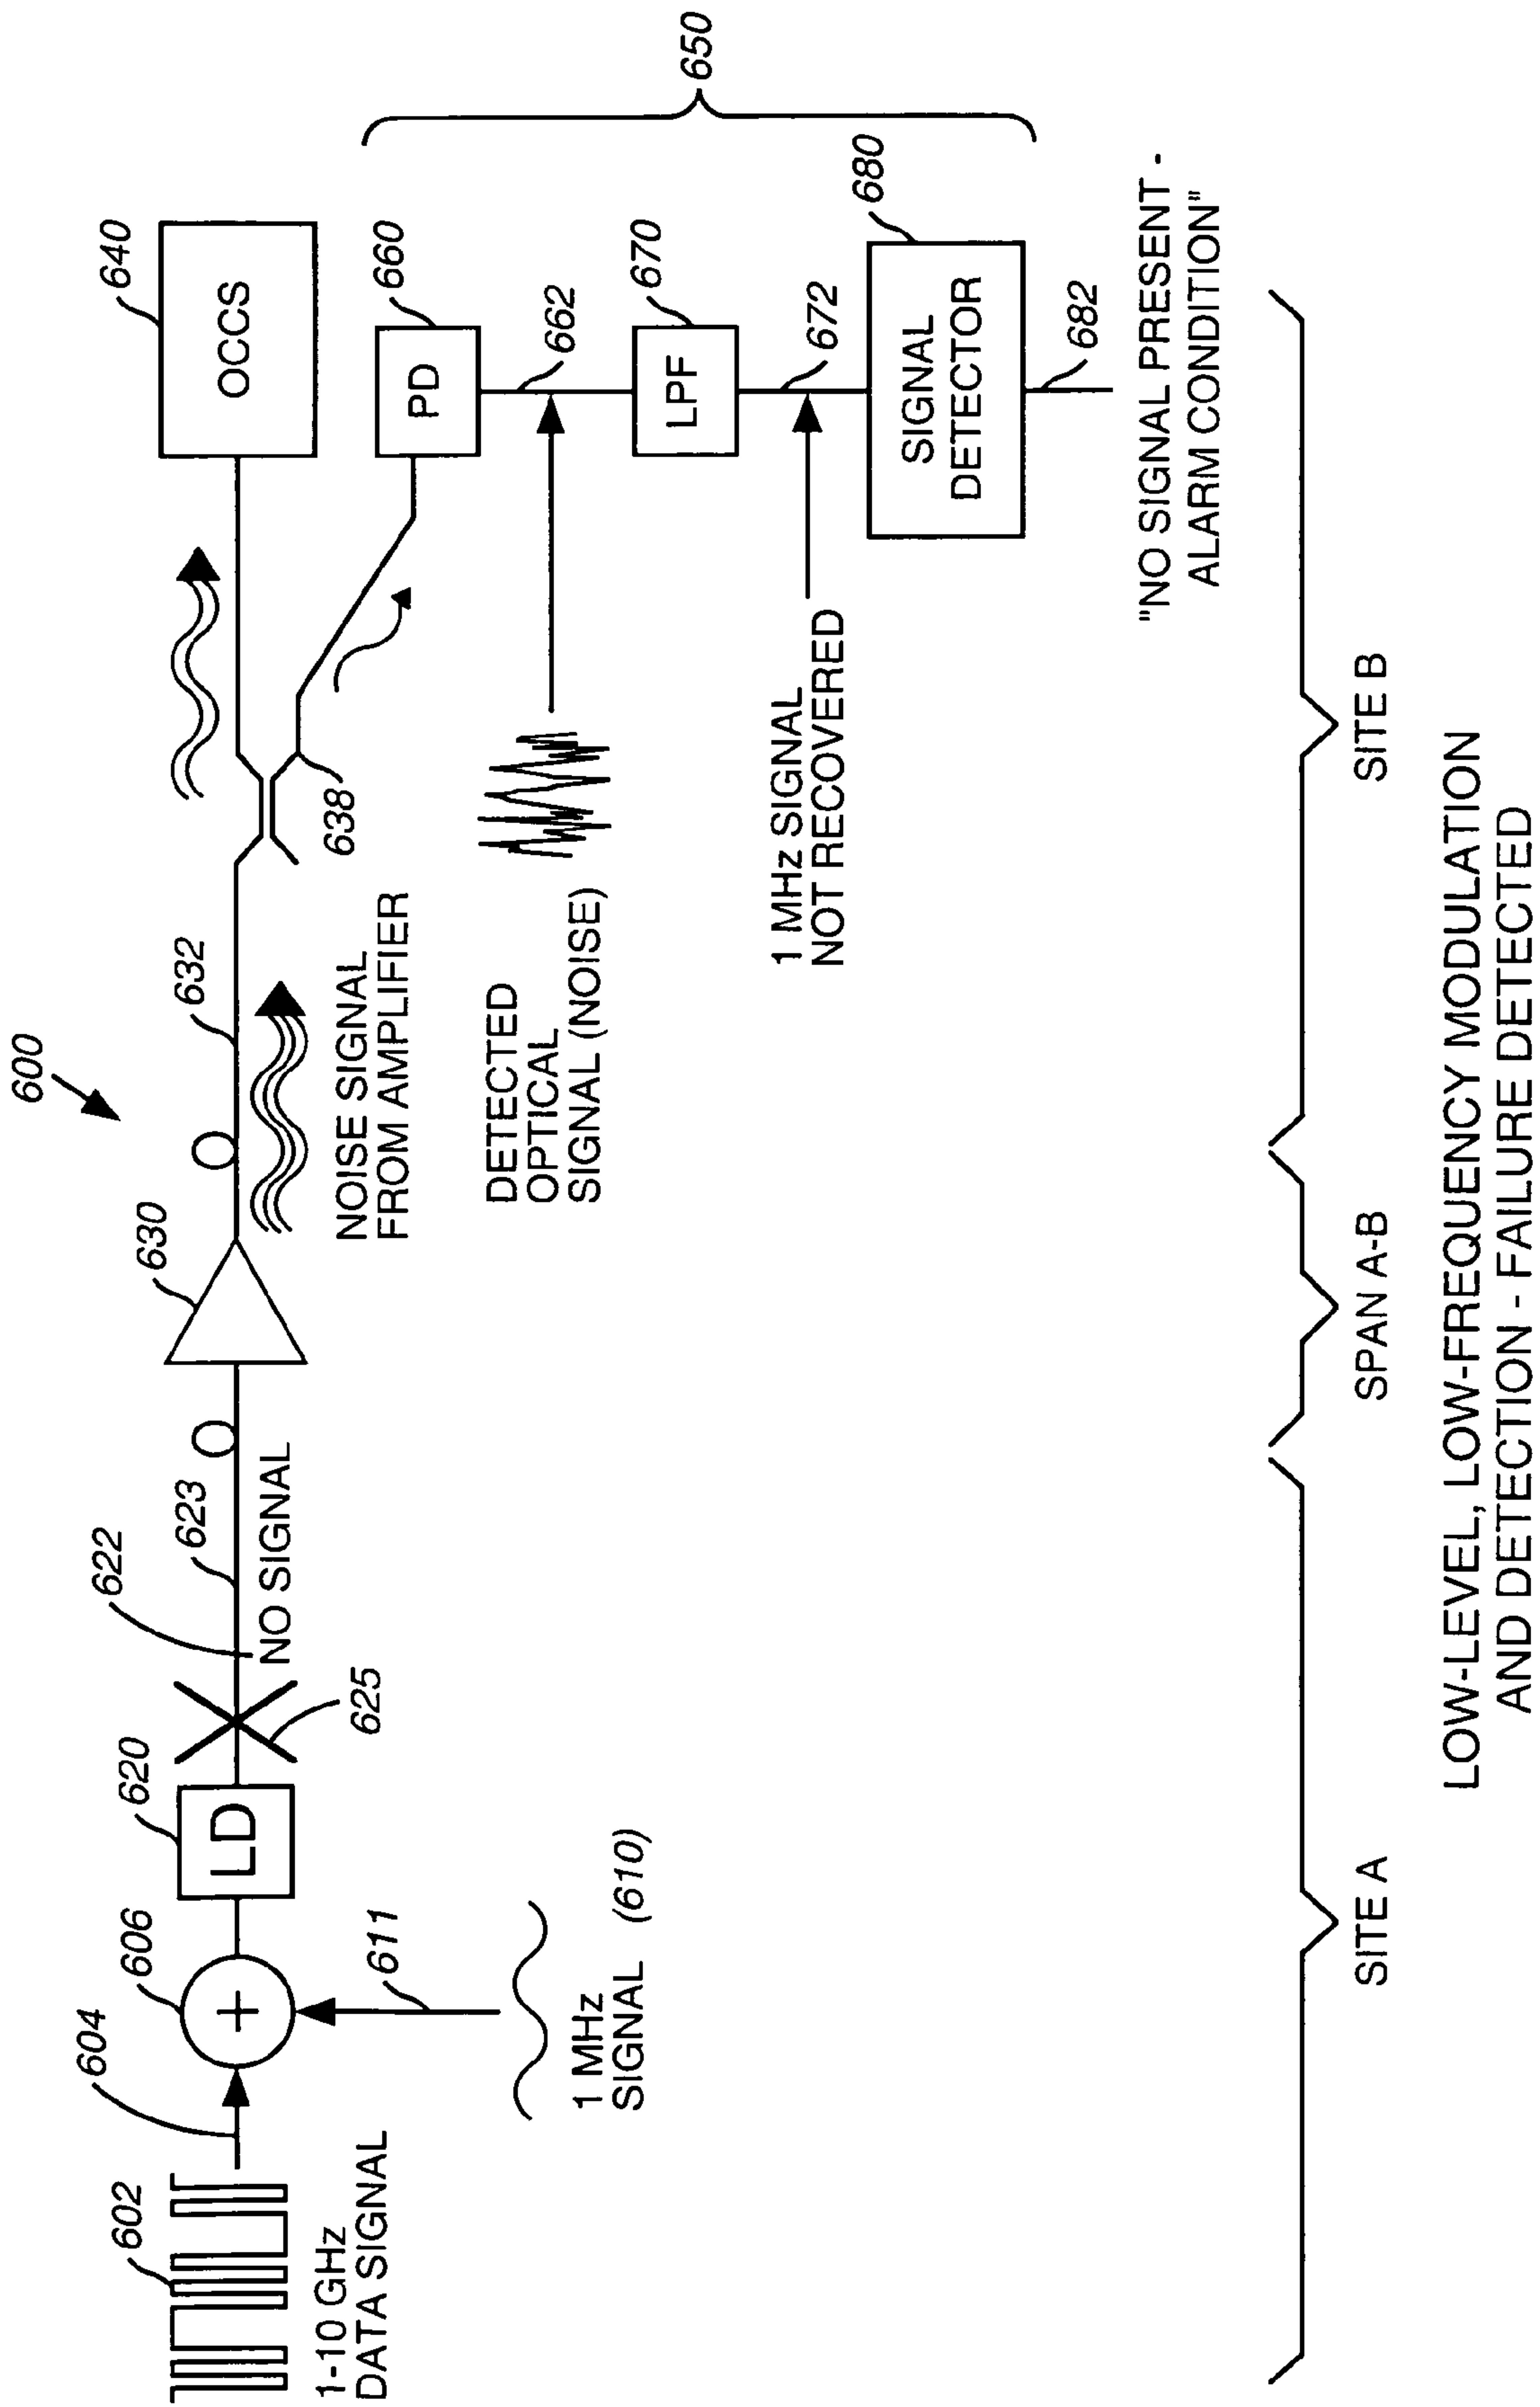 600
602
604
606
620
625
622
623
630
632
638
640
LD
OCCS
NO SIGNAL
1-10 GHz
DATA SIGNAL
611
1 MHz
SIGNAL (610)
NOISE SIGNAL
FROM AMPLIFIER
660
PD
662
DETECTED
OPTICAL
SIGNAL (NOISE)
670
LPF
672
1 MHz SIGNAL
NOT RECOVERED
680
SIGNAL
DETECTOR
682
650
"NO SIGNAL PRESENT -
ALARM CONDITION"
SITE A
SPAN A-B
SITE B
LOW-LEVEL, LOW-FREQUENCY MODULATION
AND DETECTION - FAILURE DETECTED
+